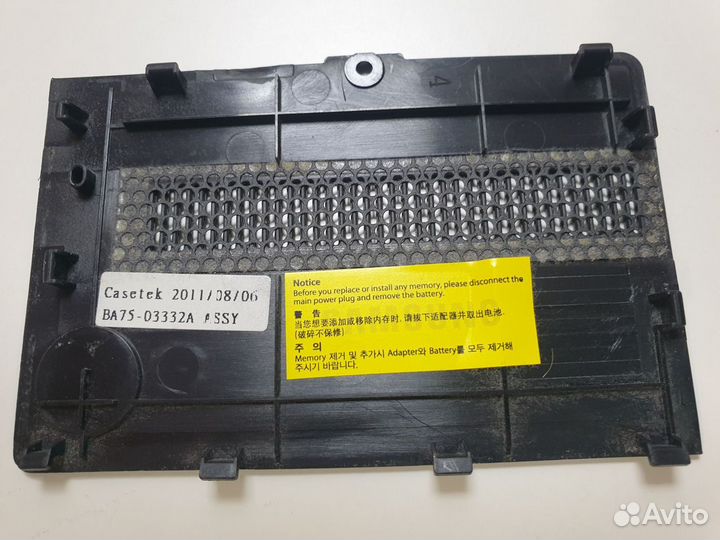 4
Casetek 2011/08/06
BA75-03332A ASSY
Notice
Before you replace or install any memory, please disconnect the
main power plug and remove the battery.
警 告
当您想要添加或移除内存时, 请拔下适配器并取出电池.
(破碎不保修)
주 의
Memory 제거 및 추가시 Adapter와 Battery를 모두 제거해
주시기 바랍니다.
SAMSUNG
Avito